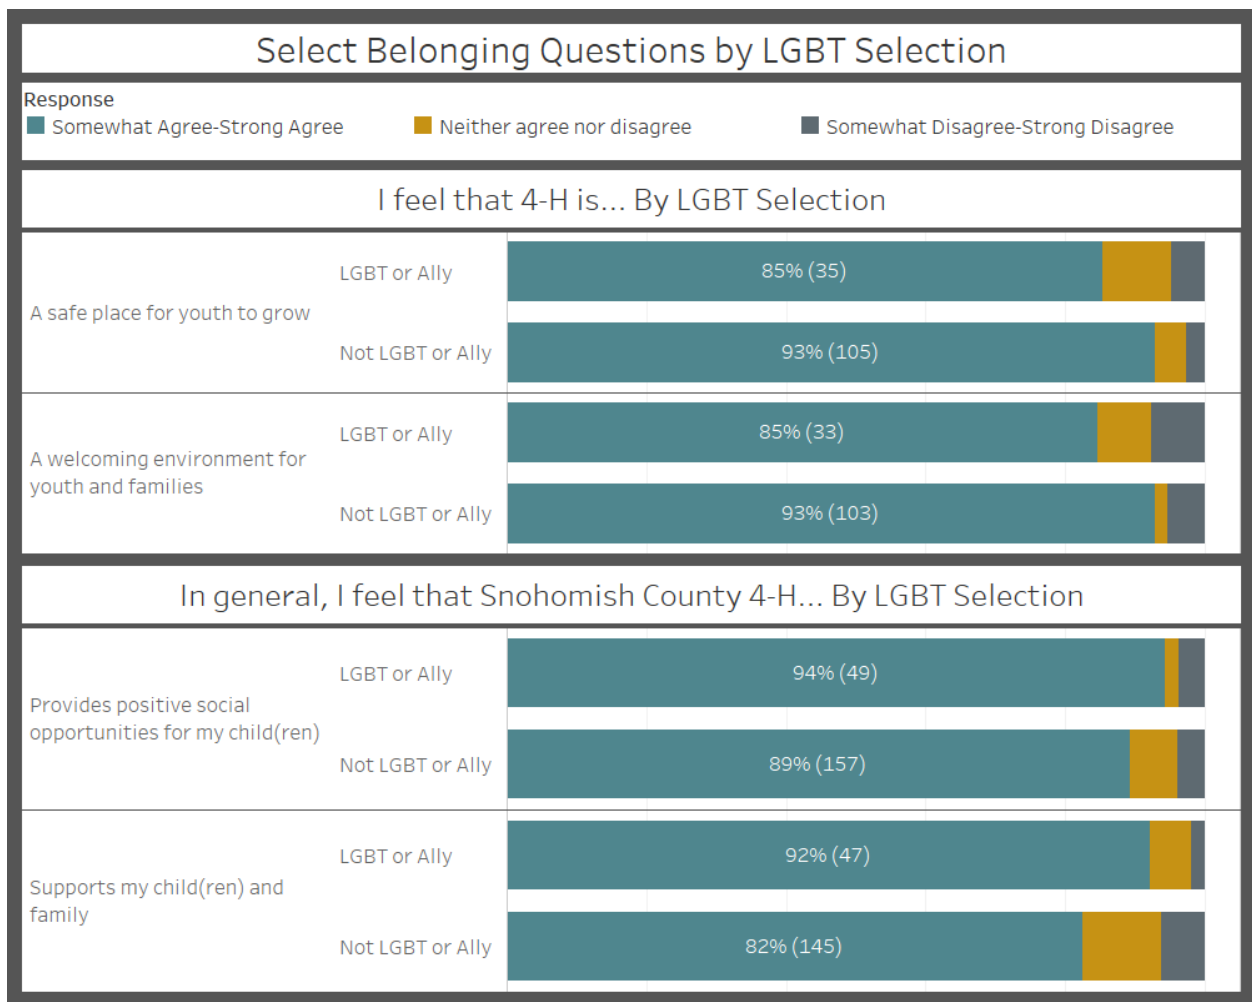 Select Belonging Questions by LGBT Selection
Response
Somewhat Agree-Strong Agree
Neither agree nor disagree
Somewhat Disagree-Strong Disagree
I feel that 4-H is... By LGBT Selection
A safe place for youth to grow
LGBT or Ally
85% (35)
Not LGBT or Ally
93% (105)
A welcoming environment for
youth and families
LGBT or Ally
85% (33)
Not LGBT or Ally
93% (103)
In general, I feel that Snohomish County 4-H... By LGBT Selection
Provides positive social
opportunities for my child(ren)
LGBT or Ally
94% (49)
Not LGBT or Ally
89% (157)
Supports my child(ren) and
family
LGBT or Ally
92% (47)
Not LGBT or Ally
82% (145)